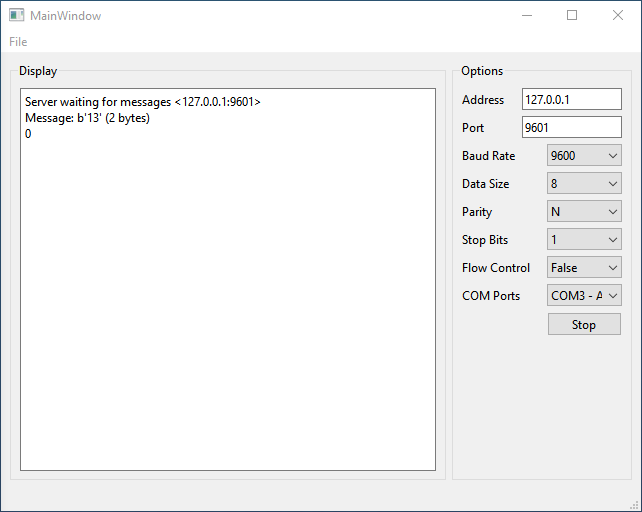 MainWindow
File
Display
Server waiting for messages <127.0.0.1:9601>
Message: b'13' (2 bytes)
0
Options
Address 127.0.0.1
Port 9601
Baud Rate 9600
Data Size 8
Parity N
Stop Bits 1
Flow Control False
COM Ports COM3 - A
Stop